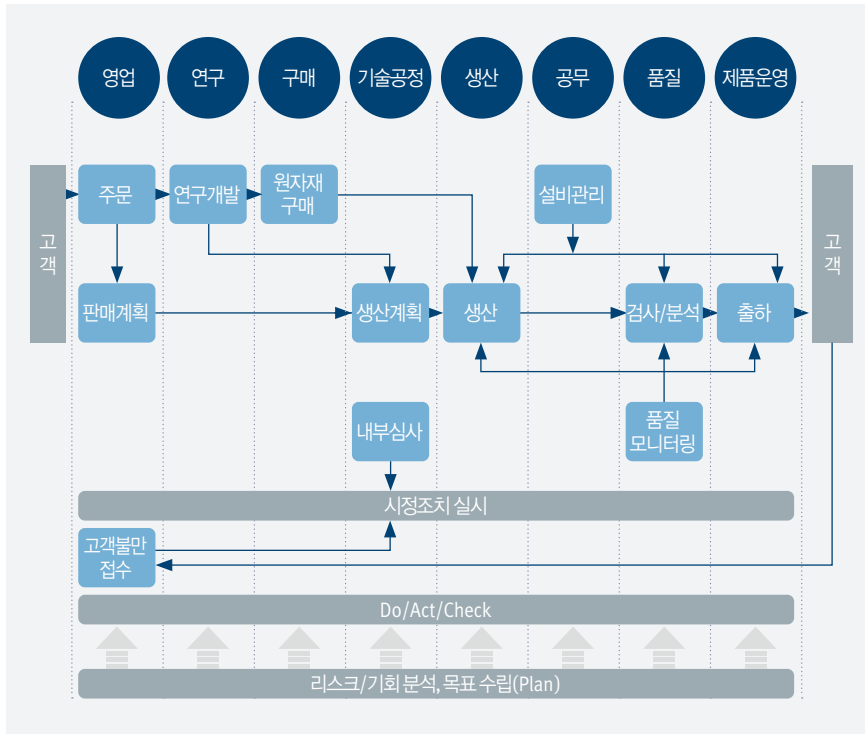 영업
연구
구매
기술공정
생산
공무
품질
제품운영
고
객
주문
연구개발
원자재
구매
설비관리
고
객
판매계획
생산계획
생산
검사/분석
출하
내부심사
품질
모니터링
시정조치 실시
고객불만
접수
Do/Act/Check
리스크/기회 분석, 목표 수립(Plan)